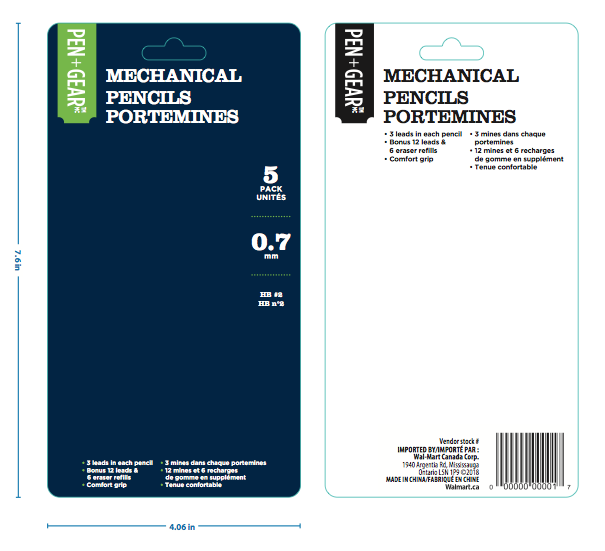 PEN+GEAR
MC
MD
MECHANICAL
PENCILS
PORTEMINES
5
PACK
UNITÉS
0.7
mm
HB #2
HB nº2
• 3 leads in each pencil
• Bonus 12 leads &
6 eraser refills
• Comfort grip
• 3 mines dans chaque portemines
• 12 mines et 6 recharges
de gomme en supplément
• Tenue confortable
7.6in
4.06 in
PEN+GEAR
MC
MD
MECHANICAL
PENCILS
PORTEMINES
• 3 leads in each pencil
• Bonus 12 leads &
6 eraser refills
• Comfort grip
• 3 mines dans chaque
portemines
• 12 mines et 6 recharges
de gomme en supplément
• Tenue confortable
Vendor stock #
IMPORTED BY/IMPORTÉ PAR :
Wal-Mart Canada Corp.
1940 Argentia Rd, Mississauga
Ontario L5N 1P9 ©2018
MADE IN CHINA/FABRIQUÉ EN CHINE
Walmart.ca
0 00000 00001 7